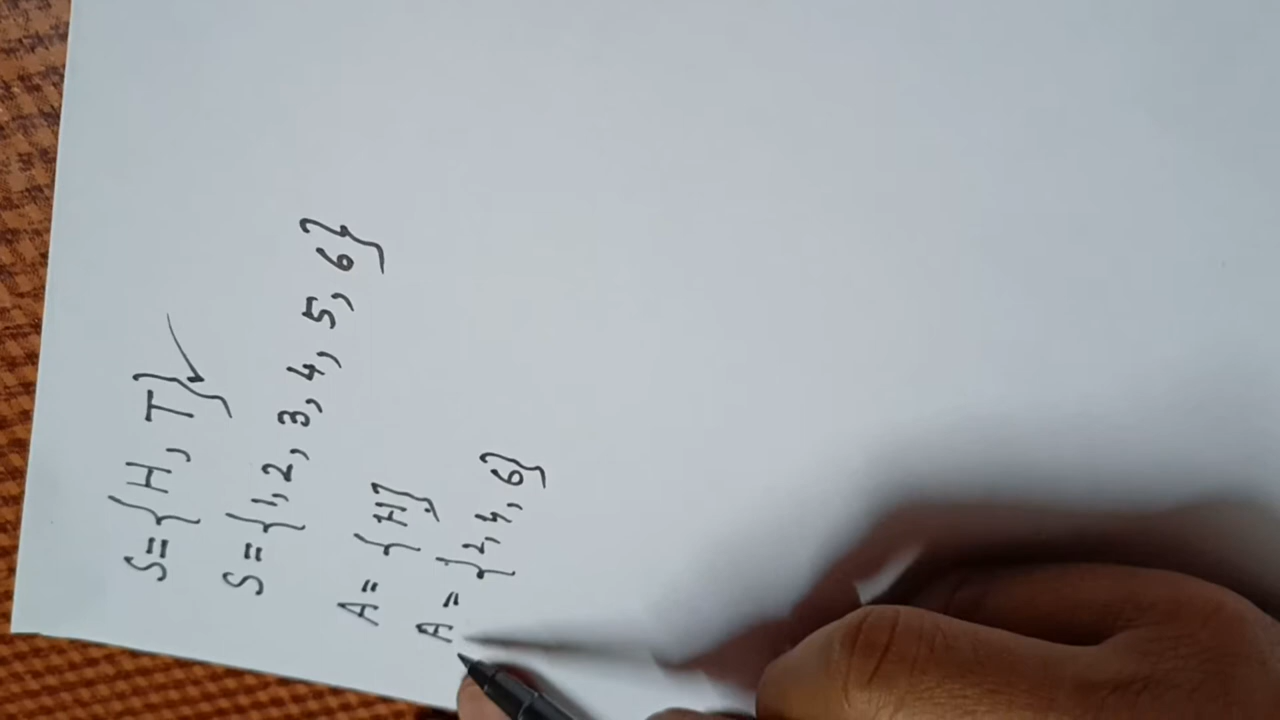 S={H, T}✓
S={1,2,3,4,5,6}
A={H}
A={2,4,6}